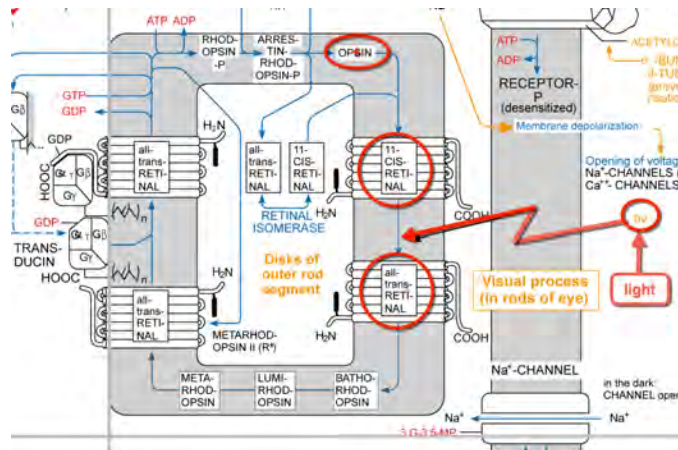 ATP ADP
RHOD-
OPSIN
-P
ARRES-
TIN-
RHOD-
OPSIN-P
OPSIN
GTP
GDP
Gβ
GDP
HOOC
Gα
Gβ
Gγ
GDP
TRANS-
DUCIN
Gα
Gβ
Gγ
HOOC
n
n
all-
trans-
RETI-
NAL
H₂N
all-
trans-
RETI-
NAL
11-
CIS-
RETI-
NAL
RETINAL
ISOMERASE
Disks of
outer rod
segment
11-
CIS-
RETI-
NAL
H₂N
COOH
all-
trans-
RETI-
NAL
H₂N
COOH
all-
trans-
RETI-
NAL
H₂N
METARHOD-
OPSIN II (R*)
META-
RHOD-
OPSIN
LUMI-
RHOD-
OPSIN
BATHO-
RHOD-
OPSIN
ATP
ADP
RECEPTOR-
P
(desensitized)
Membrane depolarization
Opening of voltag
Na⁺-CHANNELS
Ca⁺⁺- CHANNELS
hν
light
Visual process
(in rods of eye)
Na⁺-CHANNEL
in the dark:
CHANNEL ope
Na⁺
Na⁺
ACETYLC